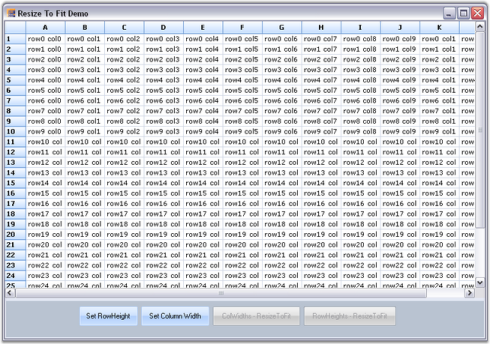 Resize To Fit Demo
A B C D E F G H I J K
1 row0 col0 row0 col1 row0 col2 row0 col3 row0 col4 row0 col5 row0 col6 row0 col7 row0 col8 row0 col9 row0 col1 row
2 row1 col0 row1 col1 row1 col2 row1 col3 row1 col4 row1 col5 row1 col6 row1 col7 row1 col8 row1 col9 row1 col1 row
3 row2 col0 row2 col1 row2 col2 row2 col3 row2 col4 row2 col5 row2 col6 row2 col7 row2 col8 row2 col9 row2 col1 row
4 row3 col0 row3 col1 row3 col2 row3 col3 row3 col4 row3 col5 row3 col6 row3 col7 row3 col8 row3 col9 row3 col1 row
5 row4 col0 row4 col1 row4 col2 row4 col3 row4 col4 row4 col5 row4 col6 row4 col7 row4 col8 row4 col9 row4 col1 row
6 row5 col0 row5 col1 row5 col2 row5 col3 row5 col4 row5 col5 row5 col6 row5 col7 row5 col8 row5 col9 row5 col1 row
7 row6 col0 row6 col1 row6 col2 row6 col3 row6 col4 row6 col5 row6 col6 row6 col7 row6 col8 row6 col9 row6 col1 row
8 row7 col0 row7 col1 row7 col2 row7 col3 row7 col4 row7 col5 row7 col6 row7 col7 row7 col8 row7 col9 row7 col1 row
9 row8 col0 row8 col1 row8 col2 row8 col3 row8 col4 row8 col5 row8 col6 row8 col7 row8 col8 row8 col9 row8 col1 row
10 row9 col0 row9 col1 row9 col2 row9 col3 row9 col4 row9 col5 row9 col6 row9 col7 row9 col8 row9 col9 row9 col1 row
11 row10 col row10 col row10 col row10 col row10 col row10 col row10 col row10 col row10 col row10 col row10 col row
12 row11 col row11 col row11 col row11 col row11 col row11 col row11 col row11 col row11 col row11 col row11 col row
13 row12 col row12 col row12 col row12 col row12 col row12 col row12 col row12 col row12 col row12 col row12 col row
14 row13 col row13 col row13 col row13 col row13 col row13 col row13 col row13 col row13 col row13 col row13 col row
15 row14 col row14 col row14 col row14 col row14 col row14 col row14 col row14 col row14 col row14 col row14 col row
16 row15 col row15 col row15 col row15 col row15 col row15 col row15 col row15 col row15 col row15 col row15 col row
17 row16 col row16 col row16 col row16 col row16 col row16 col row16 col row16 col row16 col row16 col row16 col row
18 row17 col row17 col row17 col row17 col row17 col row17 col row17 col row17 col row17 col row17 col row17 col row
19 row18 col row18 col row18 col row18 col row18 col row18 col row18 col row18 col row18 col row18 col row18 col row
20 row19 col row19 col row19 col row19 col row19 col row19 col row19 col row19 col row19 col row19 col row19 col row
21 row20 col row20 col row20 col row20 col row20 col row20 col row20 col row20 col row20 col row20 col row20 col row
22 row21 col row21 col row21 col row21 col row21 col row21 col row21 col row21 col row21 col row21 col row21 col row
23 row22 col row22 col row22 col row22 col row22 col row22 col row22 col row22 col row22 col row22 col row22 col row
24 row23 col row23 col row23 col row23 col row23 col row23 col row23 col row23 col row23 col row23 col row23 col row
25 row24 col row24 col row24 col row24 col row24 col row24 col row24 col row24 col row24 col row24 col row24 col row
Set RowHeight Set Column Width ColWidths - ResizeToFit RowHeights - ResizeToFit